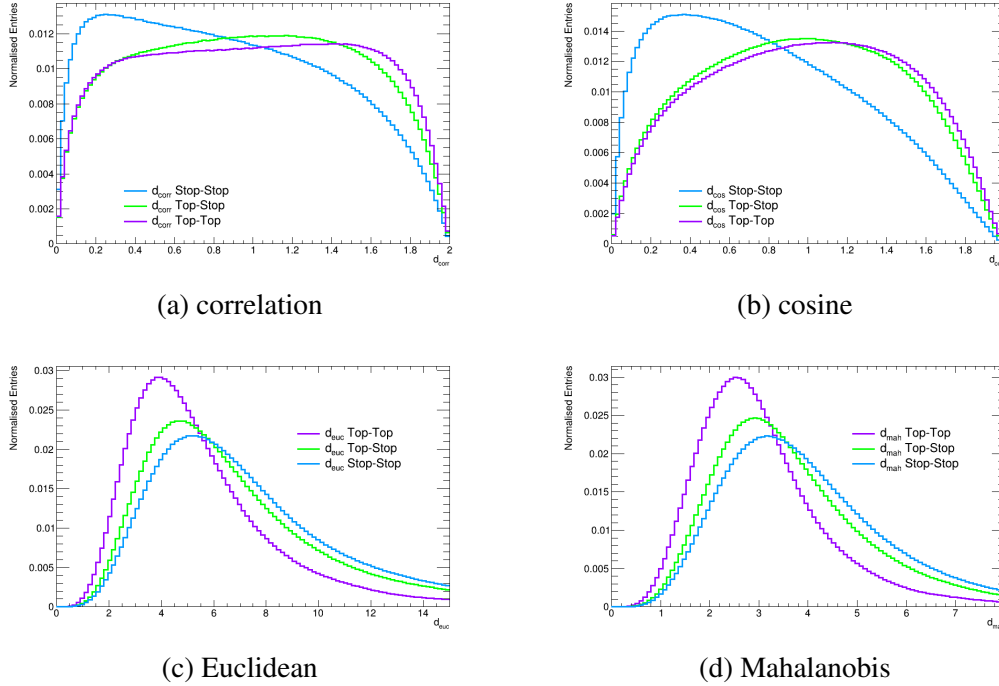 Normalised Entries
0.012
0.01
0.008
0.006
0.004
0.002
0
d_corr Stop-Stop
d_corr Top-Stop
d_corr Top-Top
0 0.2 0.4 0.6 0.8 1 1.2 1.4 1.6 1.8 2
d_corr
(a) correlation
Normalised Entries
0.014
0.012
0.01
0.008
0.006
0.004
0.002
0
d_cos Stop-Stop
d_cos Top-Stop
d_cos Top-Top
0 0.2 0.4 0.6 0.8 1 1.2 1.4 1.6 1.8
d_co
(b) cosine
Normalised Entries
0.03
0.025
0.02
0.015
0.01
0.005
0
d_euc Top-Top
d_euc Top-Stop
d_euc Stop-Stop
0 2 4 6 8 10 12 14
d_euc
(c) Euclidean
Normalised Entries
0.03
0.025
0.02
0.015
0.01
0.005
0
d_mah Top-Top
d_mah Top-Stop
d_mah Stop-Stop
0 1 2 3 4 5 6 7
d_ma
(d) Mahalanobis